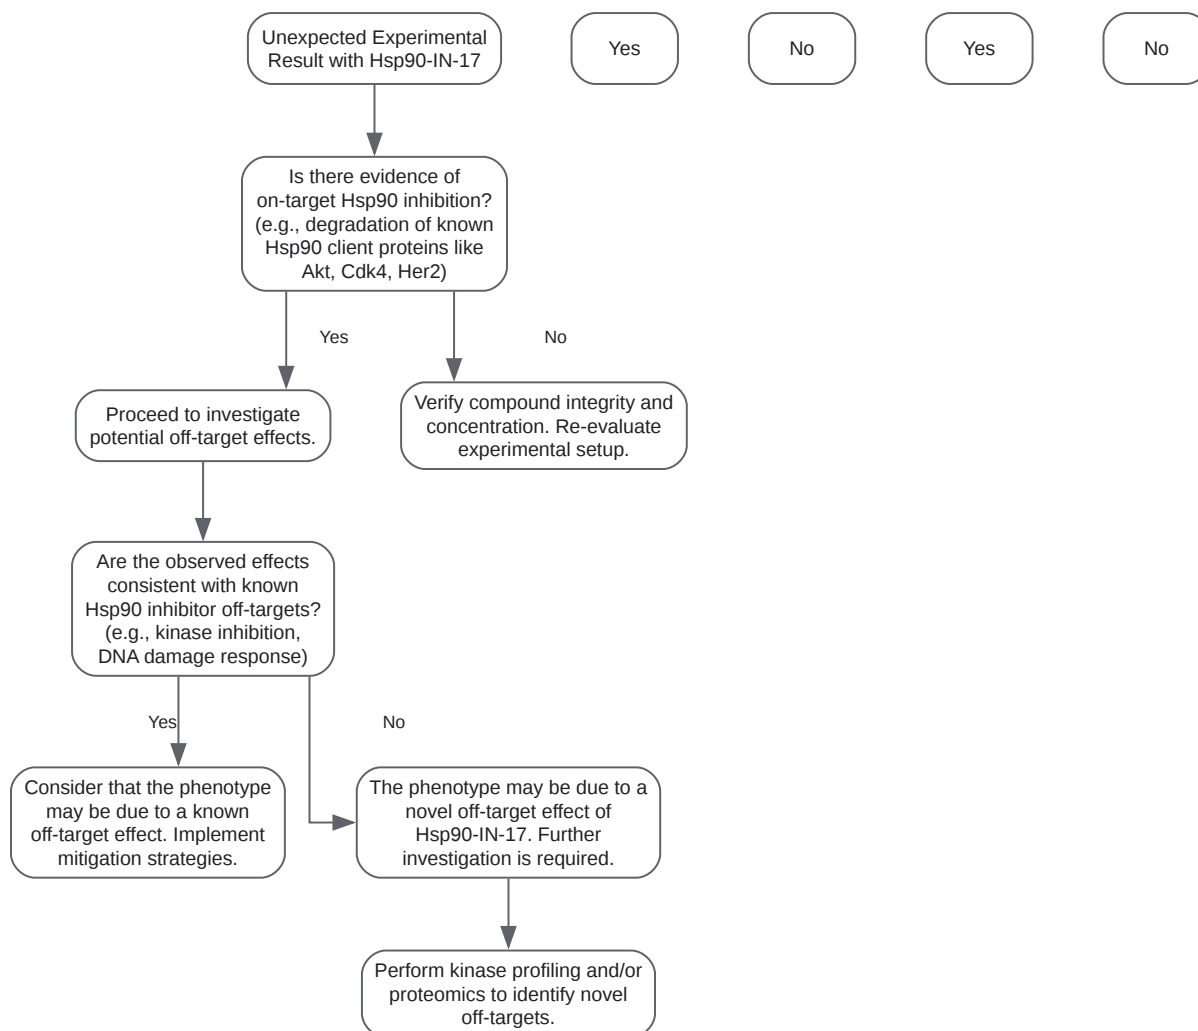 Unexpected Experimental
Result with Hsp90-IN-17
Yes
No
Yes
No
Is there evidence of
on-target Hsp90 inhibition?
(e.g., degradation of known
Hsp90 client proteins like
Akt, Cdk4, Her2)
Yes
No
Proceed to investigate
potential off-target effects.
Verify compound integrity and
concentration. Re-evaluate
experimental setup.
Are the observed effects
consistent with known
Hsp90 inhibitor off-targets?
(e.g., kinase inhibition,
DNA damage response)
Yes
No
Consider that the phenotype
may be due to a known
off-target effect. Implement
mitigation strategies.
The phenotype may be due to a
novel off-target effect of
Hsp90-IN-17. Further
investigation is required.
Perform kinase profiling and/or
proteomics to identify novel
off-targets.